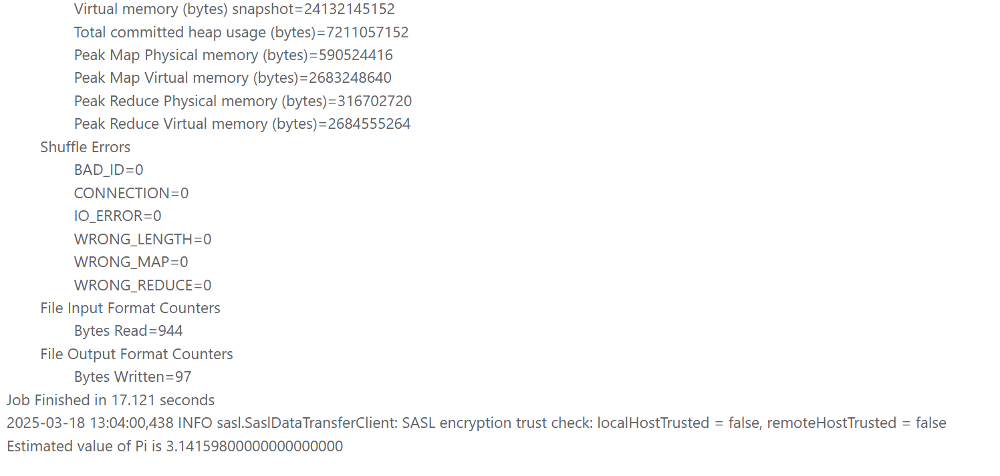 Virtual memory (bytes) snapshot=24132145152
Total committed heap usage (bytes)=7211057152
Peak Map Physical memory (bytes)=590524416
Peak Map Virtual memory (bytes)=2683248640
Peak Reduce Physical memory (bytes)=316702720
Peak Reduce Virtual memory (bytes)=2684555264
Shuffle Errors
BAD_ID=0
CONNECTION=0
IO_ERROR=0
WRONG_LENGTH=0
WRONG_MAP=0
WRONG_REDUCE=0
File Input Format Counters
Bytes Read=944
File Output Format Counters
Bytes Written=97
Job Finished in 17.121 seconds
2025-03-18 13:04:00,438 INFO sasl.SaslDataTransferClient: SASL encryption trust check: localHostTrusted = false, remoteHostTrusted = false
Estimated value of Pi is 3.14159800000000000000